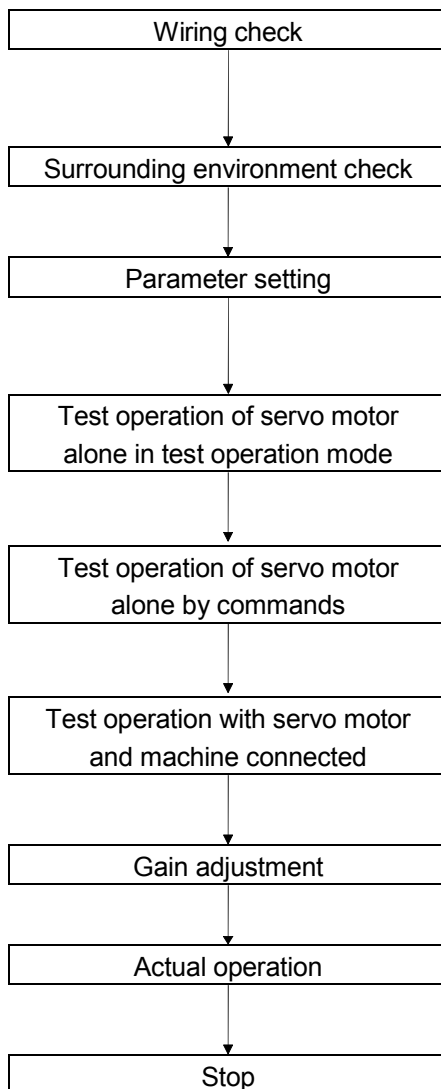 Wiring check
Surrounding environment check
Parameter setting
Test operation of servo motor
alone in test operation mode
Test operation of servo motor
alone by commands
Test operation with servo motor
and machine connected
Gain adjustment
Actual operation
Stop